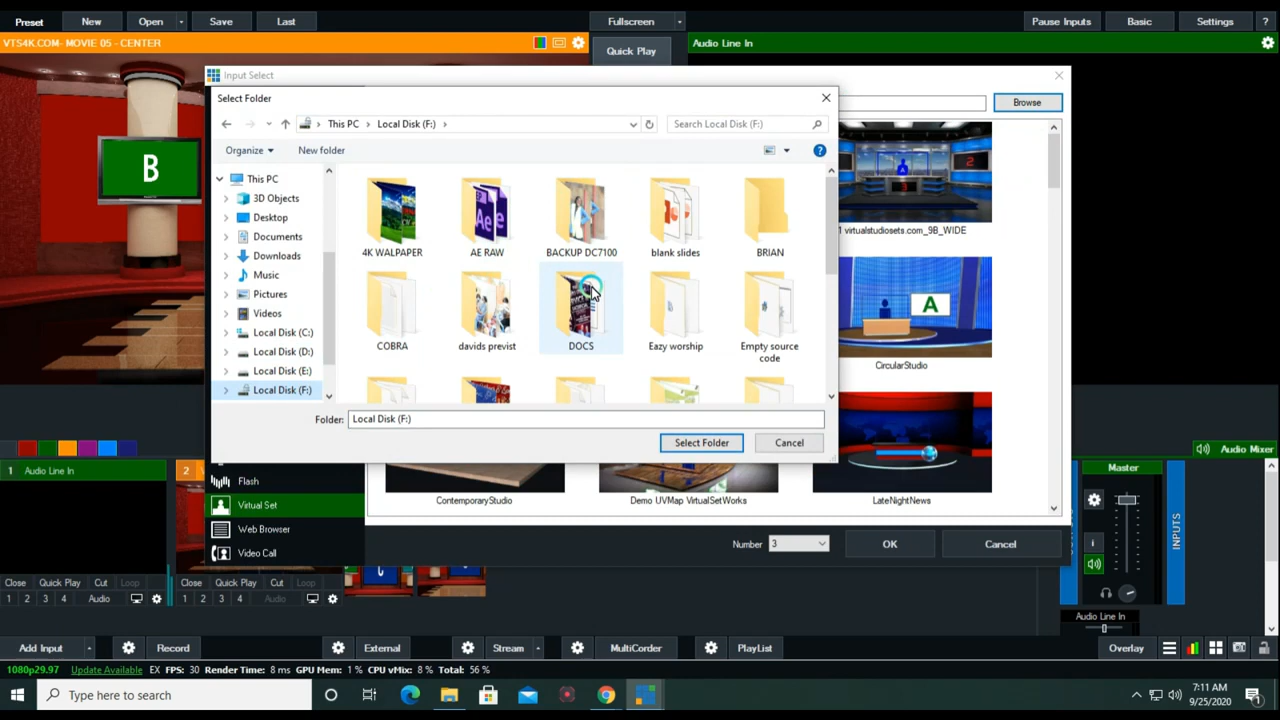 Preset New Open Save Last Fullscreen Pause Inputs Basic Settings ?
VTS4K.COM- MOVIE 05 - CENTER
Quick Play
Audio Line In
B
Input Select
Browse
Select Folder
This PC Local Disk (F:)
Search Local Disk (F:)
Organize New folder
This PC
3D Objects
Desktop
Documents
Downloads
Music
Pictures
Videos
Local Disk (C:)
Local Disk (D:)
Local Disk (E:)
Local Disk (F:)
4K WALPAPER AE RAW BACKUP DC7100 blank slides BRIAN
COBRA davids previst DOCS Eazy worship Empty source code
Folder: Local Disk (F:)
Select Folder Cancel
2
3
1 virtualstudiosets.com_9B_WIDE
A
CircularStudio
ContemporaryStudio Demo UVMap VirtualSetWorks LateNightNews
Flash
Virtual Set
Web Browser
Video Call
Number 3 OK Cancel
1 Audio Line In
2
Audio Mixer
Master
INPUTS
Close Quick Play Cut Loop
1 2 3 4 Audio
Close Quick Play Cut Loop
1 2 3 4 Audio
Audio Line In
Add Input Record External Stream MultiCorder PlayList Overlay
1080p29.97 Update Available EX FPS: 30 Render Time: 8 ms GPU Mem: 1 % CPU vMix: 8 % Total: 56 %
Type here to search
7:11 AM
9/25/2020
1